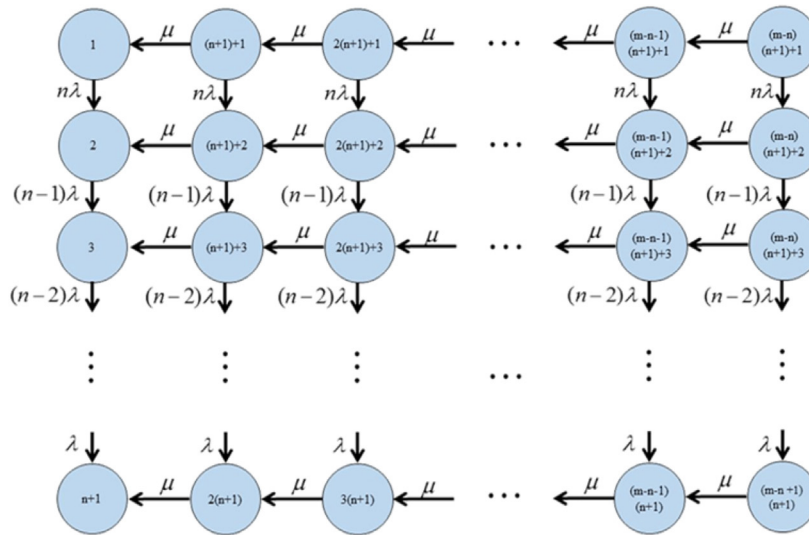 1 μ (n+1)+1 μ 2(n+1)+1 μ ... μ (m-n-1) μ (m-n)
(n+1)+1 (n+1)+1
nλ nλ nλ nλ nλ
2 μ (n+1)+2 μ 2(n+1)+2 μ ... μ (m-n-1) μ (m-n)
(n+1)+2 (n+1)+2
(n−1)λ (n−1)λ (n−1)λ (n−1)λ (n−1)λ
3 μ (n+1)+3 μ 2(n+1)+3 μ ... μ (m-n-1) μ (m-n)
(n+1)+3 (n+1)+3
(n−2)λ (n−2)λ (n−2)λ (n−2)λ (n−2)λ
⋮ ⋮ ⋮ ... ⋮ ⋮
λ λ λ λ λ
n+1 μ 2(n+1) μ 3(n+1) μ ... μ (m-n-1) μ (m-n +1)
(n+1) (n+1)